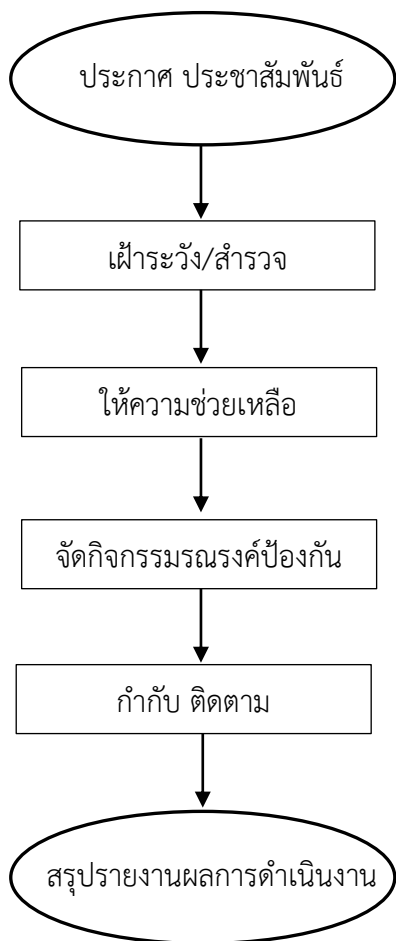 ประกาศ ประชาสัมพันธ์
เฝ้าระวัง/สำรวจ
ให้ความช่วยเหลือ
จัดกิจกรรมรณรงค์ป้องกัน
กำกับ ติดตาม
สรุปรายงานผลการดำเนินงาน